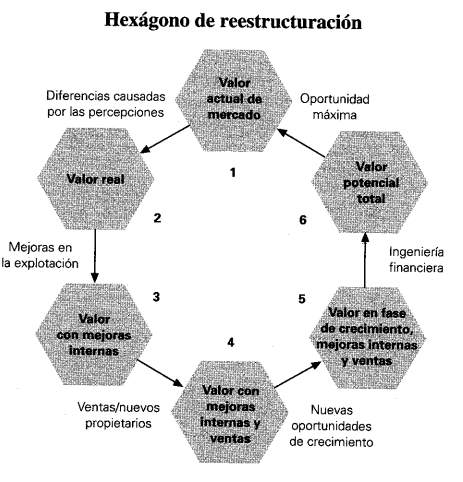 Hexágono de reestructuración
Valor
actual de
mercado
1
Diferencias causadas
por las percepciones
Valor real
2
Mejoras en
la explotación
Valor
con mejoras
internas
3
Ventas/nuevos
propietarios
Valor con
mejoras
internas y
ventas
4
Nuevas
oportunidades
de crecimiento
Valor en fase
de crecimiento,
mejoras internas
y ventas
5
Ingeniería
financiera
Valor
potencial
total
6
Oportunidad
máxima